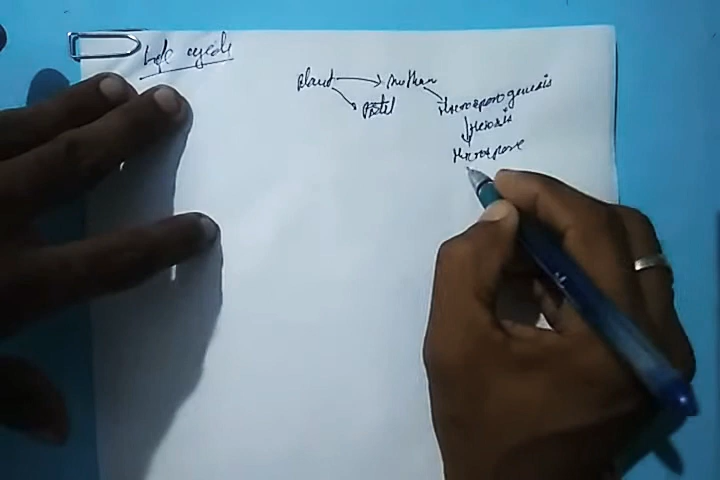 Life cycle
Plant → Anther
Pistil
Microsporogenesis
Meiosis
Microspore